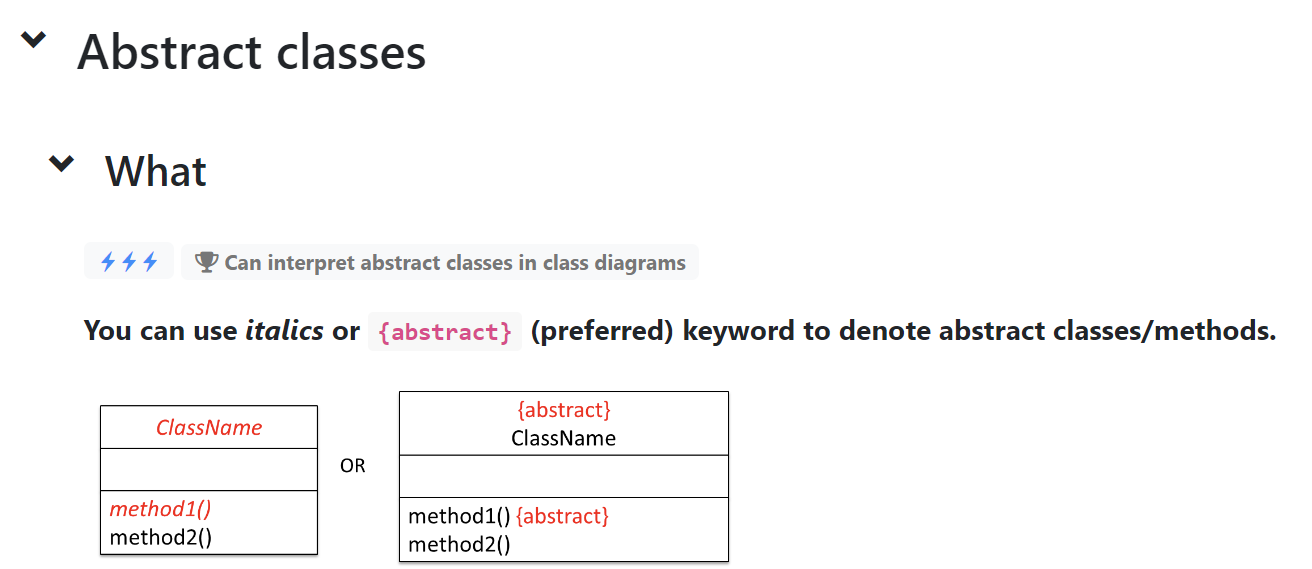 Abstract classes
What
Can interpret abstract classes in class diagrams
You can use italics or {abstract} (preferred) keyword to denote abstract classes/methods.
ClassName
method1()
method2()
OR
{abstract}
ClassName
method1() {abstract}
method2()